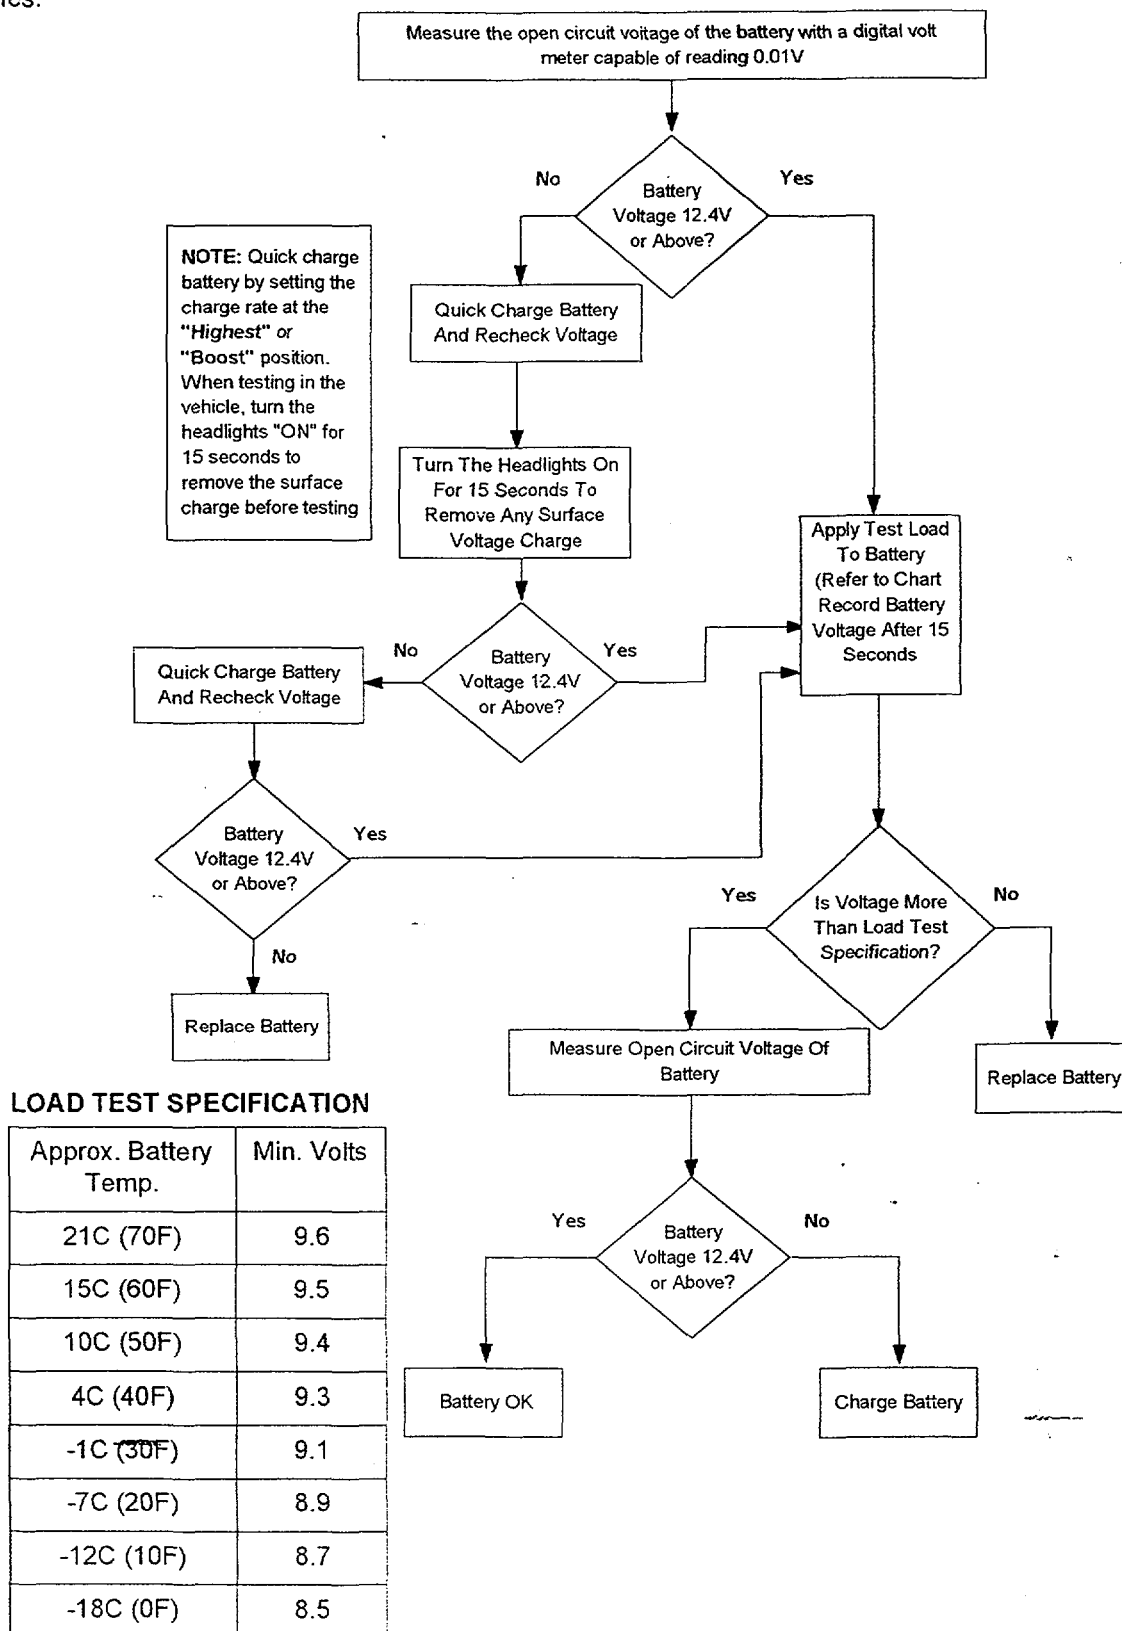 Measure the open circuit voitage of the battery with a digital volt
meter capable of reading 0.01V
No
Yes
Battery
Voltage 12.4V
or Above?
NOTE: Quick charge
battery by setting the
charge rate at the
"Highest" or
"Boost" position.
When testing in the
vehicle, turn the
headlights "ON" for
15 seconds to
remove the surface
charge before testing
Quick Charge Battery
And Recheck Voltage
Turn The Headlights On
For 15 Seconds To
Remove Any Surface
Voltage Charge
Apply Test Load
To Battery
(Refer to Chart
Record Battery
Voltage After 15
Seconds
No
Battery
Voltage 12.4V
or Above?
Yes
Quick Charge Battery
And Recheck Voltage
Battery
Voltage 12.4V
or Above?
Yes
No
Replace Battery
Yes
Is Voltage More
Than Load Test
Specification?
No
Measure Open Circuit Voltage Of
Battery
Replace Battery
Yes
Battery
Voltage 12.4V
or Above?
No
Battery OK
Charge Battery
LOAD TEST SPECIFICATION
Approx. Battery
Temp.
Min. Volts
21C (70F) 9.6
15C (60F) 9.5
10C (50F) 9.4
4C (40F) 9.3
-1C (30F) 9.1
-7C (20F) 8.9
-12C (10F) 8.7
-18C (0F) 8.5